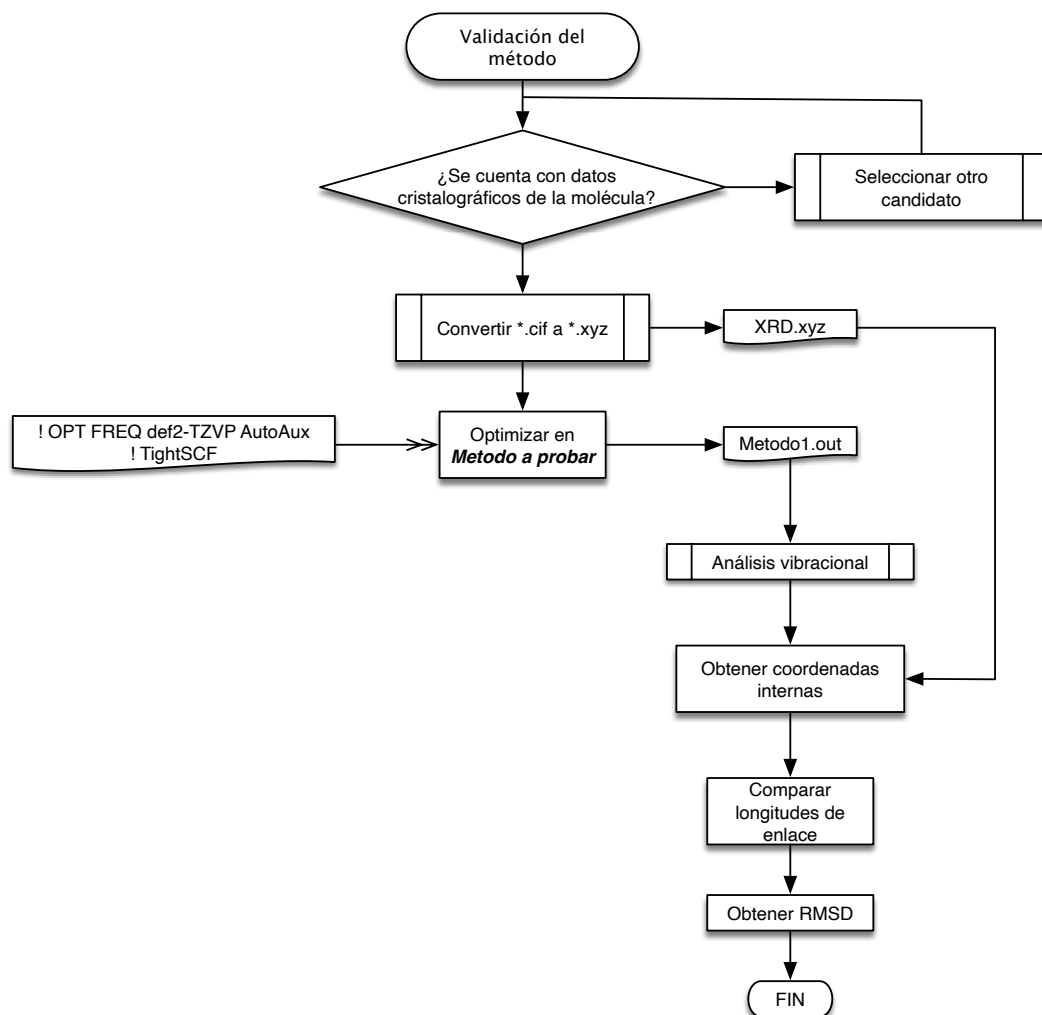 Validación del
método
¿Se cuenta con datos
cristalográficos de la molécula?
Seleccionar otro
candidato
Convertir *.cif a *.xyz
XRD.xyz
! OPT FREQ def2-TZVP AutoAux
! TightSCF
Optimizar en
Metodo a probar
Metodo1.out
Análisis vibracional
Obtener coordenadas
internas
Comparar
longitudes de
enlace
Obtener RMSD
FIN